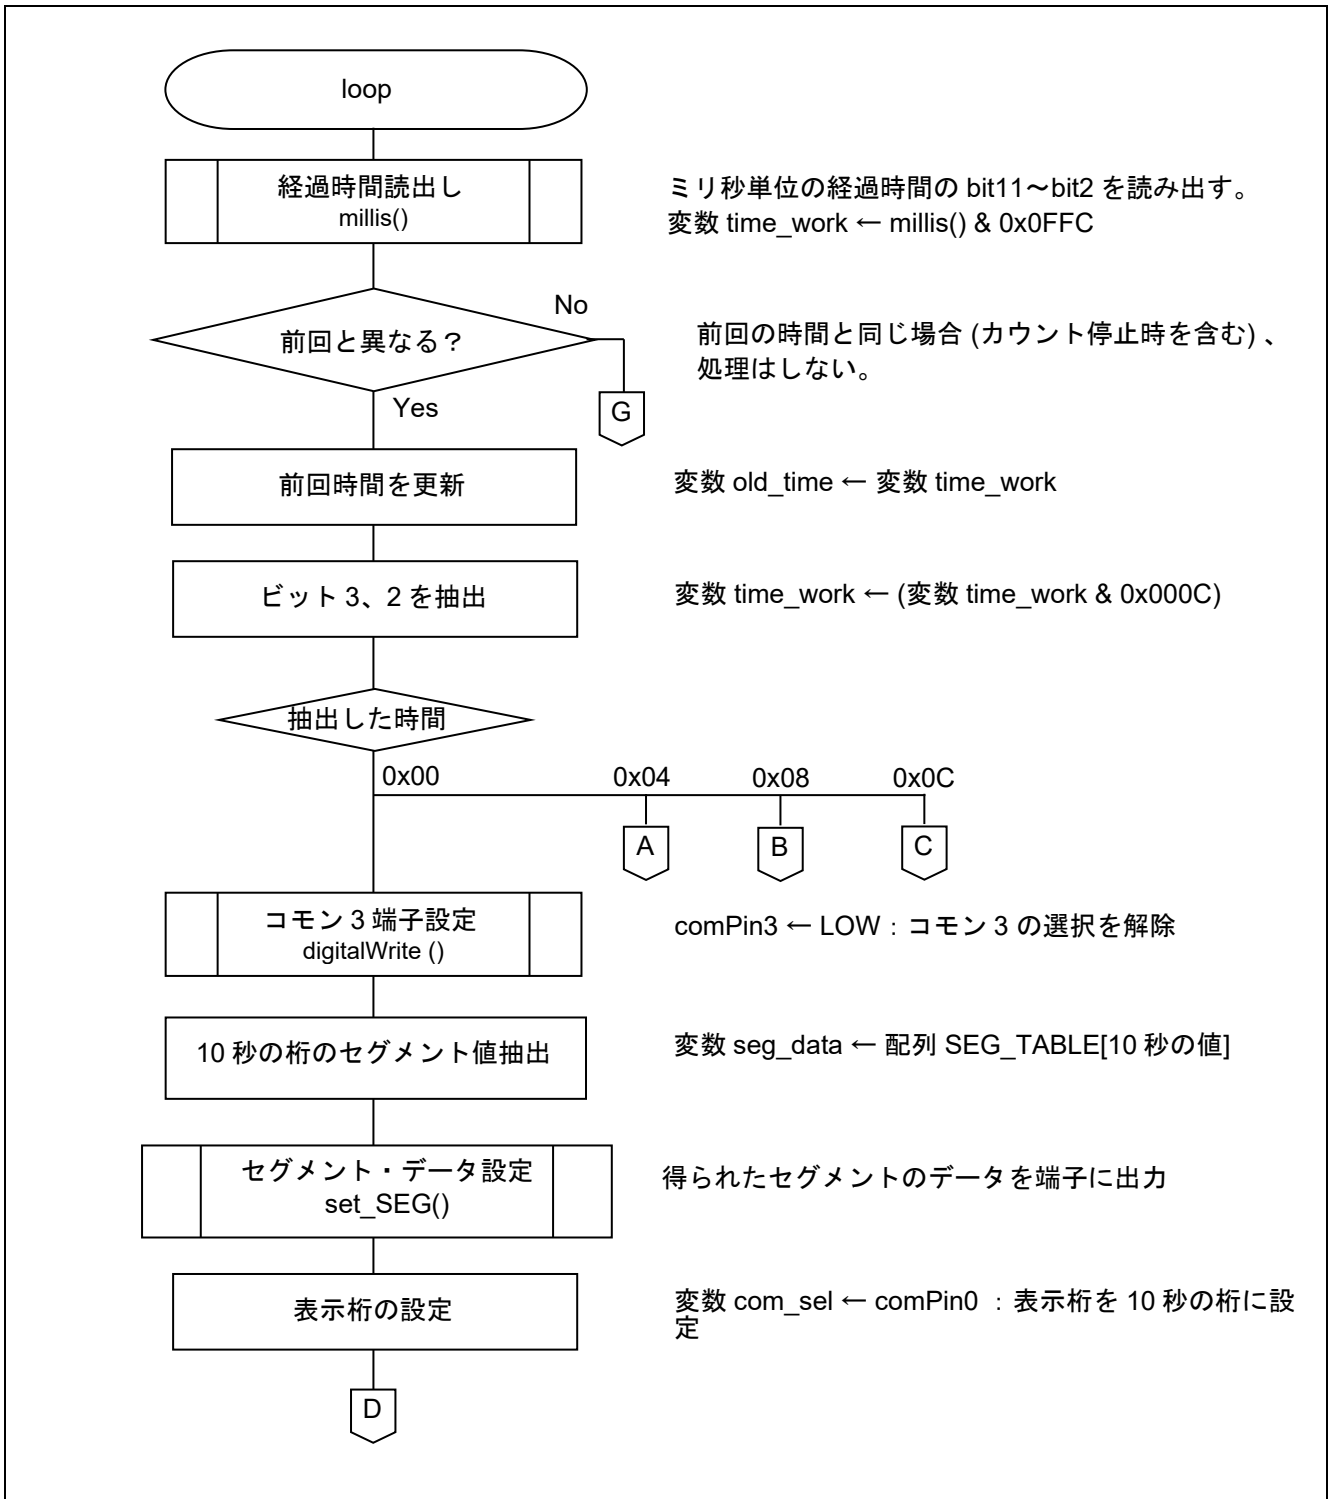 loop
経過時間読出し
millis()
ミリ秒単位の経過時間の bit11～bit2 を読み出す。
変数 time_work ← millis() & 0x0FFC
No
前回と異なる？
前回の時間と同じ場合 (カウント停止時を含む) 、
処理はしない。
G
Yes
前回時間を更新
変数 old_time ← 変数 time_work
ビット 3、2 を抽出
変数 time_work ← (変数 time_work & 0x000C)
抽出した時間
0x00 0x04 0x08 0x0C
A B C
コモン 3 端子設定
digitalWrite ()
comPin3 ← LOW：コモン 3 の選択を解除
10 秒の桁のセグメント値抽出
変数 seg_data ← 配列 SEG_TABLE[10 秒の値]
セグメント・データ設定
set_SEG()
得られたセグメントのデータを端子に出力
表示桁の設定
変数 com_sel ← comPin0 ：表示桁を 10 秒の桁に設
定
D